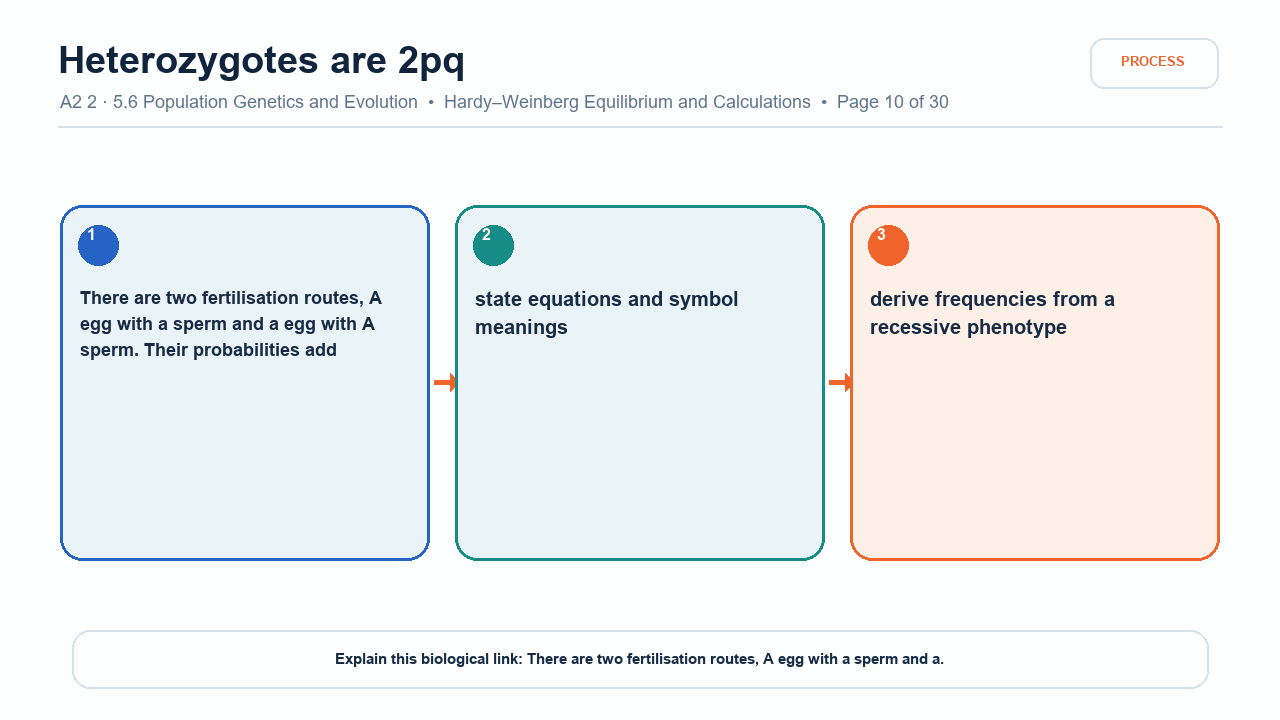 Heterozygotes are 2pq
PROCESS
A2 2 · 5.6 Population Genetics and Evolution • Hardy–Weinberg Equilibrium and Calculations • Page 10 of 30
1
There are two fertilisation routes, A
egg with a sperm and a egg with A
sperm. Their probabilities add
2
state equations and symbol
meanings
3
derive frequencies from a
recessive phenotype
Explain this biological link: There are two fertilisation routes, A egg with a sperm and a.